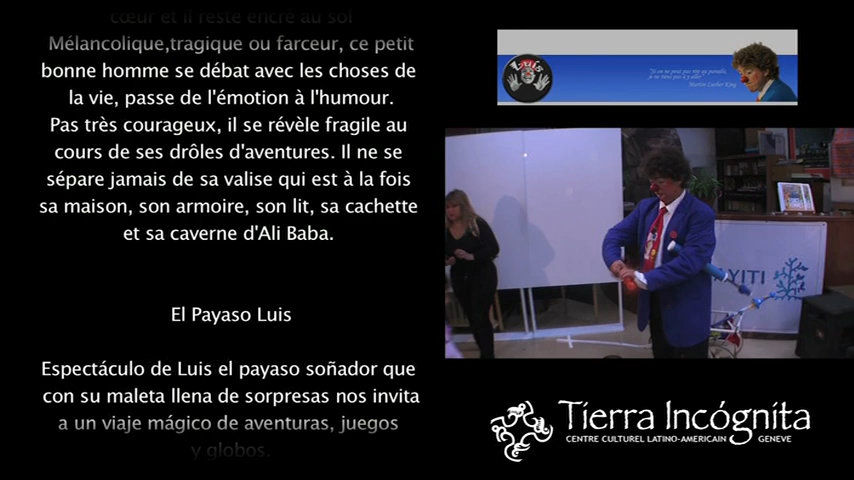 cœur et il reste encré au sol
Mélancolique,tragique ou farceur, ce petit
bonne homme se débat avec les choses de
la vie, passe de l'émotion à l'humour.
Pas très courageux, il se révèle fragile au
cours de ses drôles d'aventures. Il ne se
sépare jamais de sa valise qui est à la fois
sa maison, son armoire, son lit, sa cachette
et sa caverne d'Ali Baba.
El Payaso Luis
Espectáculo de Luis el payaso soñador que
con su maleta llena de sorpresas nos invita
a un viaje mágico de aventuras, juegos
y globos.
Luis
Martin Luther King
YITI
Tierra Incógnita
CENTRE CULTUREL LATINO-AMERICAIN GENEVE